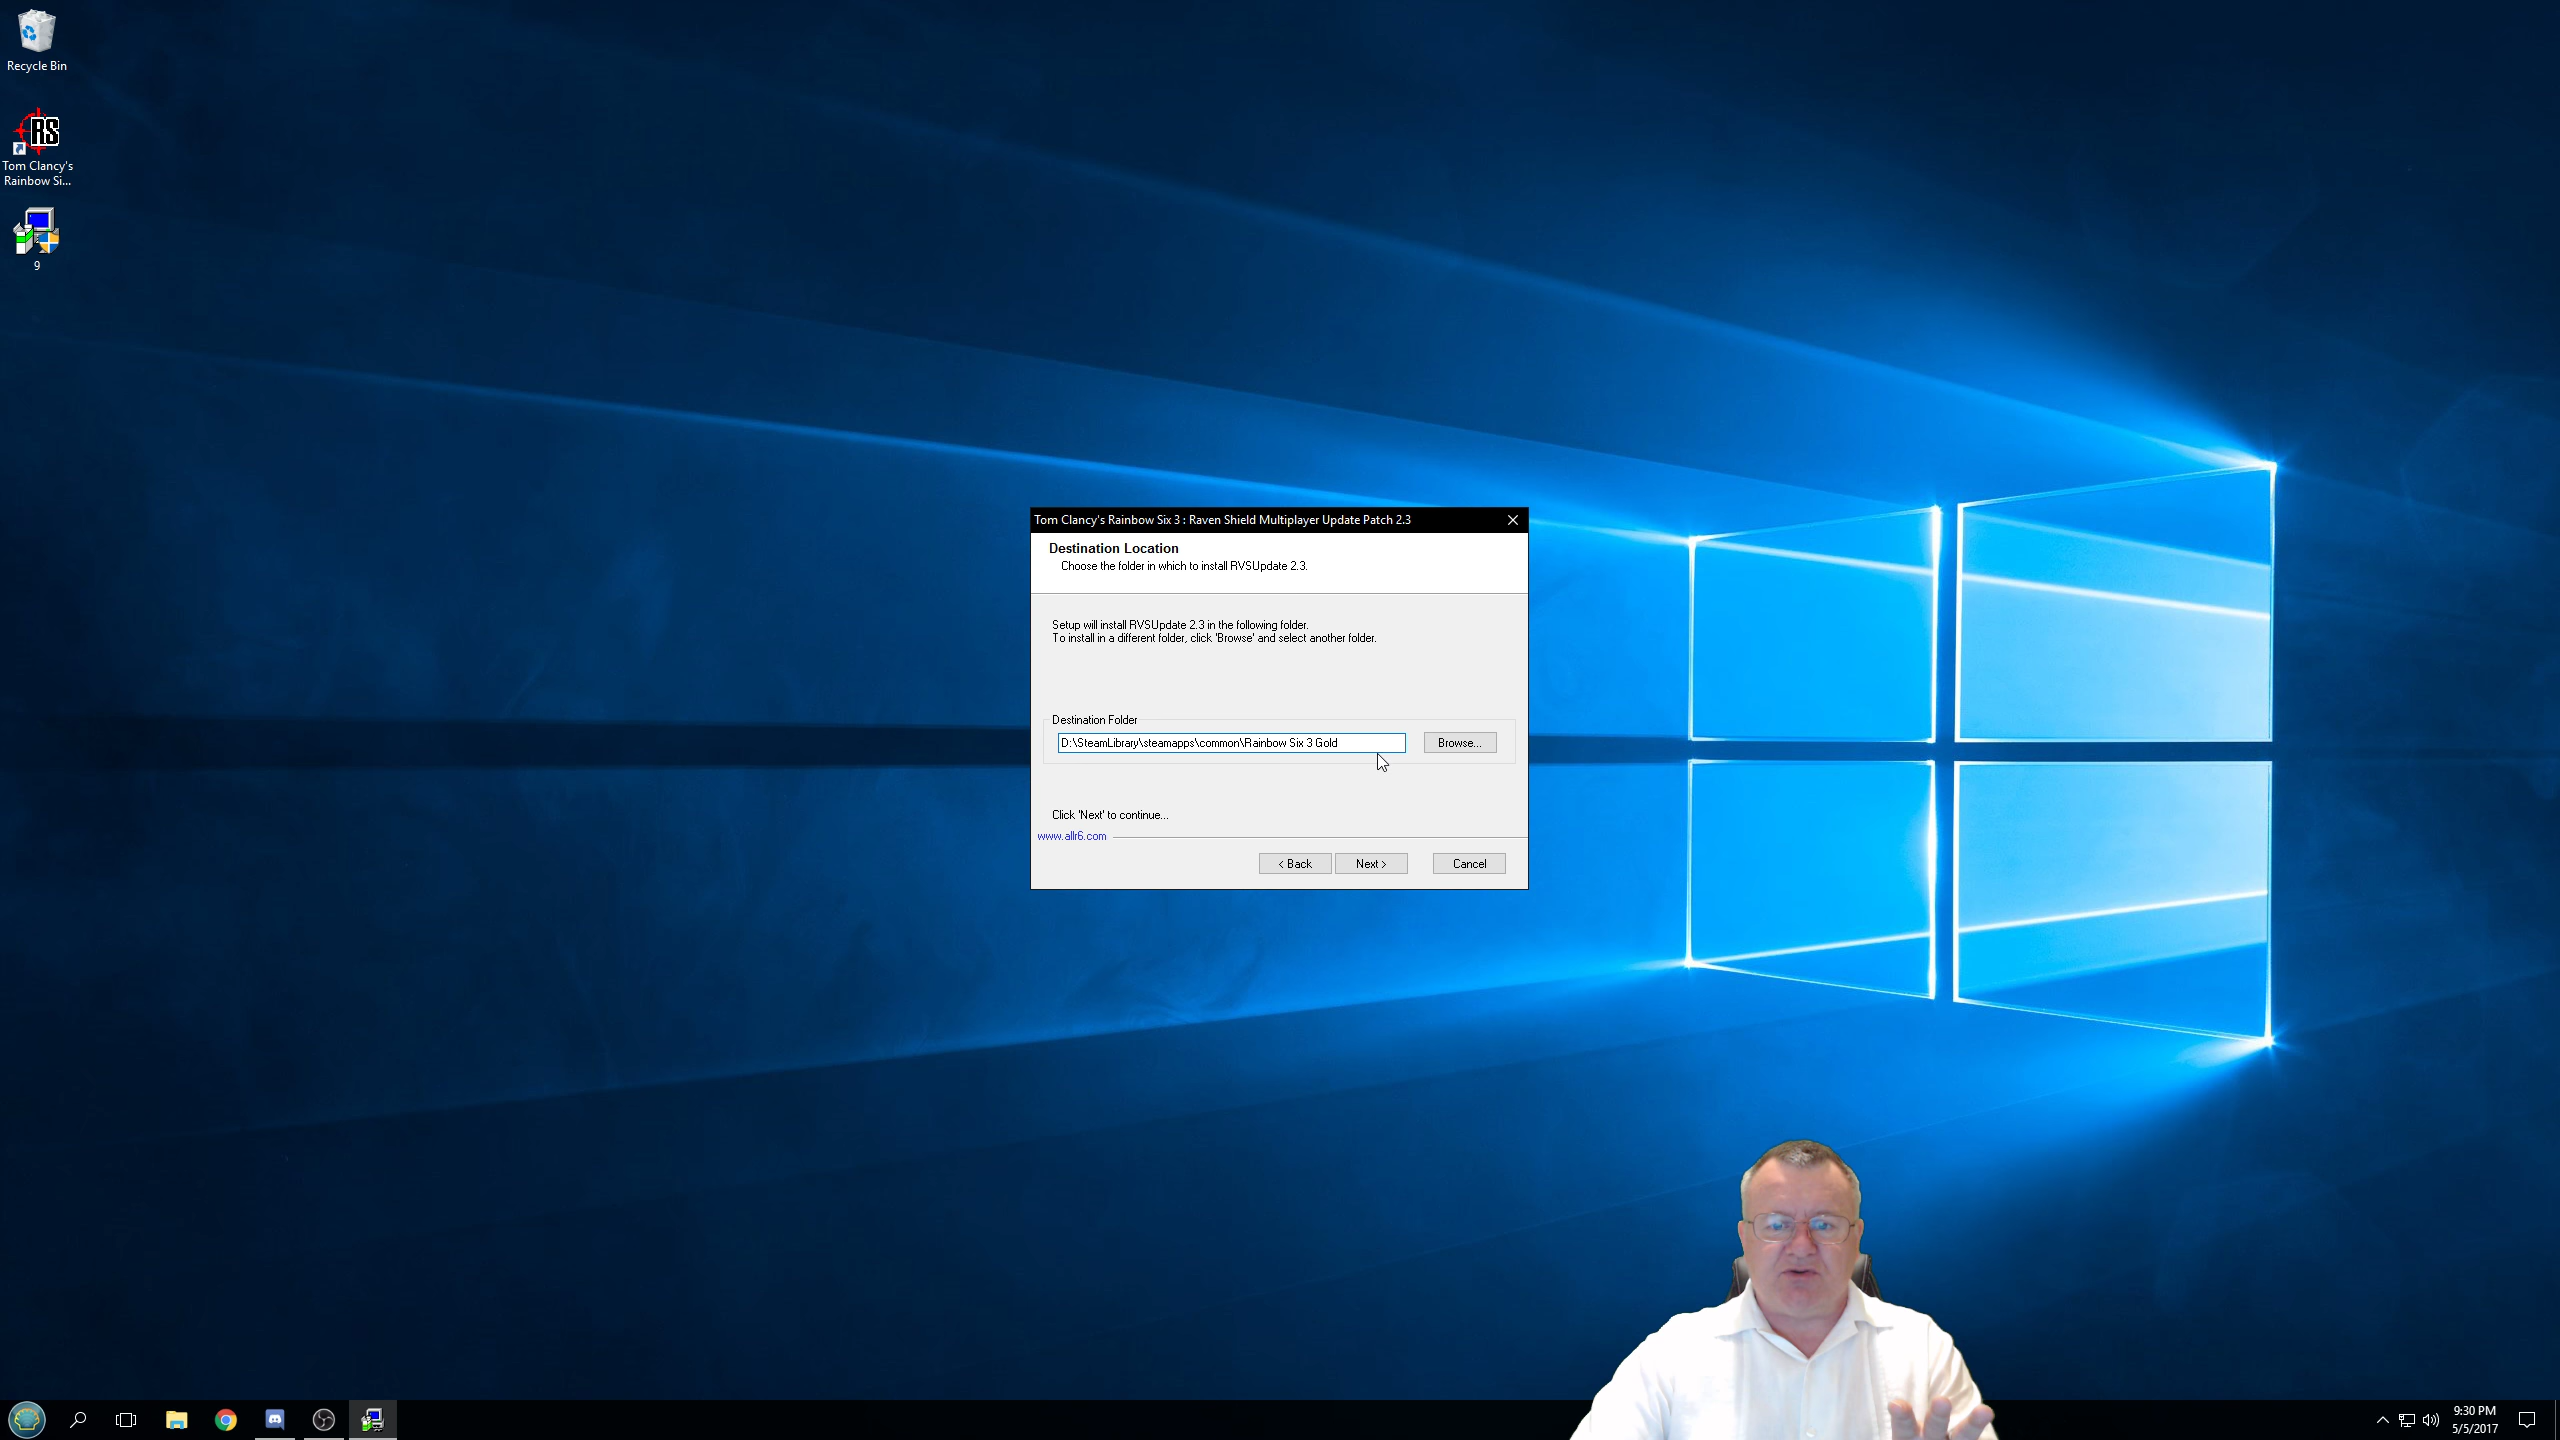 Recycle Bin
RS
Tom Clancy's
Rainbow Si...
9
Tom Clancy's Rainbow Six 3 : Raven Shield Multiplayer Update Patch 2.3
Destination Location
Choose the folder in which to install RVSUpdate 2.3.
Setup will install RVSUpdate 2.3 in the following folder.
To install in a different folder, click 'Browse' and select another folder.
Destination Folder
D:\SteamLibrary\steamapps\common\Rainbow Six 3 Gold
Browse...
Click 'Next' to continue...
www.allr6.com
< Back
Next >
Cancel
9:30 PM
5/5/2017